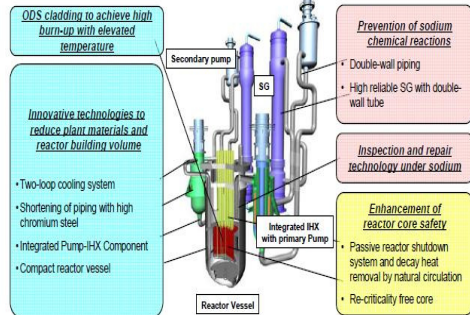 ODS cladding to achieve high
burn-up with elevated
temperature
Innovative technologies to
reduce plant materials and
reactor building volume
• Two-loop cooling system
• Shortening of piping with high
chromium steel
• Integrated Pump-IHX Component
• Compact reactor vessel
Secondary pump
SG
Integrated IHX
with primary Pump
Reactor Vessel
Prevention of sodium
chemical reactions
• Double-wall piping
• High reliable SG with double-
wall tube
Inspection and repair
technology under sodium
Enhancement of
reactor core safety
• Passive reactor shutdown
system and decay heat
removal by natural circulation
• Re-criticality free core